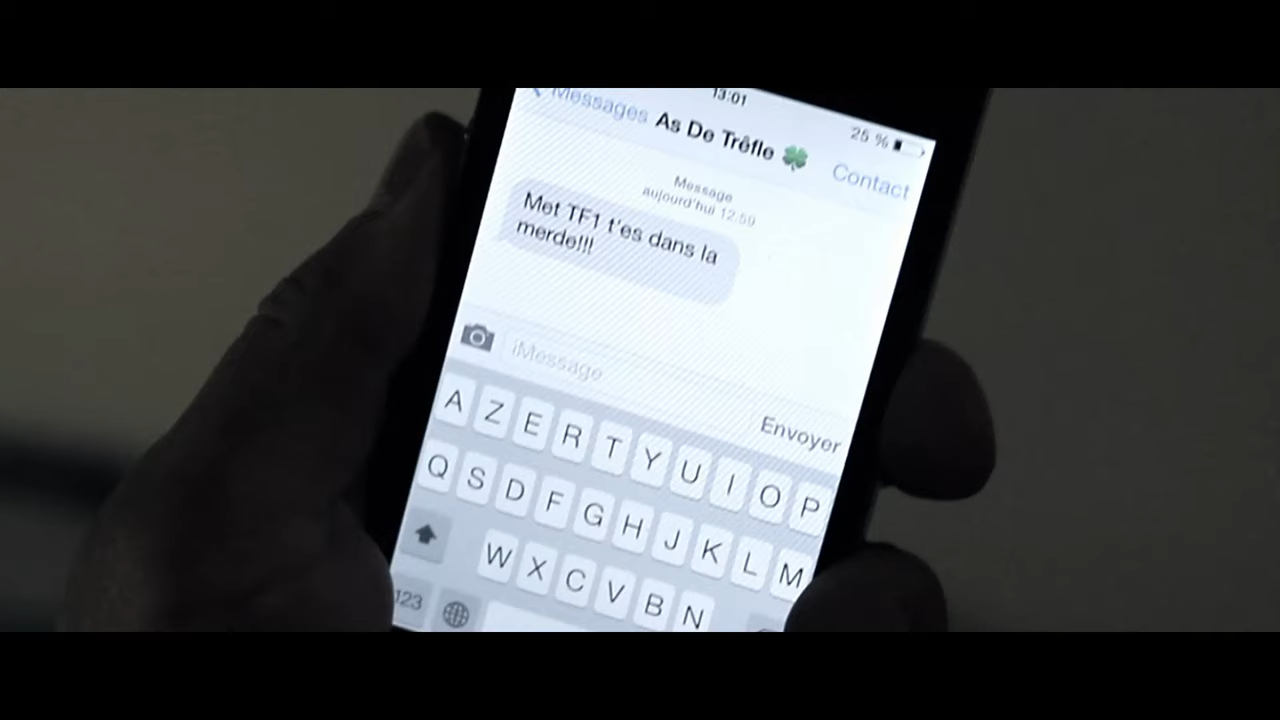 13:01
25 %
Messages As De Trêfle 🍀 Contact
Message
aujourd'hui 12:59
Met TF1 t'es dans la
merde!!!
iMessage
Envoyer
A Z E R T Y U I O P
Q S D F G H J K L M
W X C V B N
123